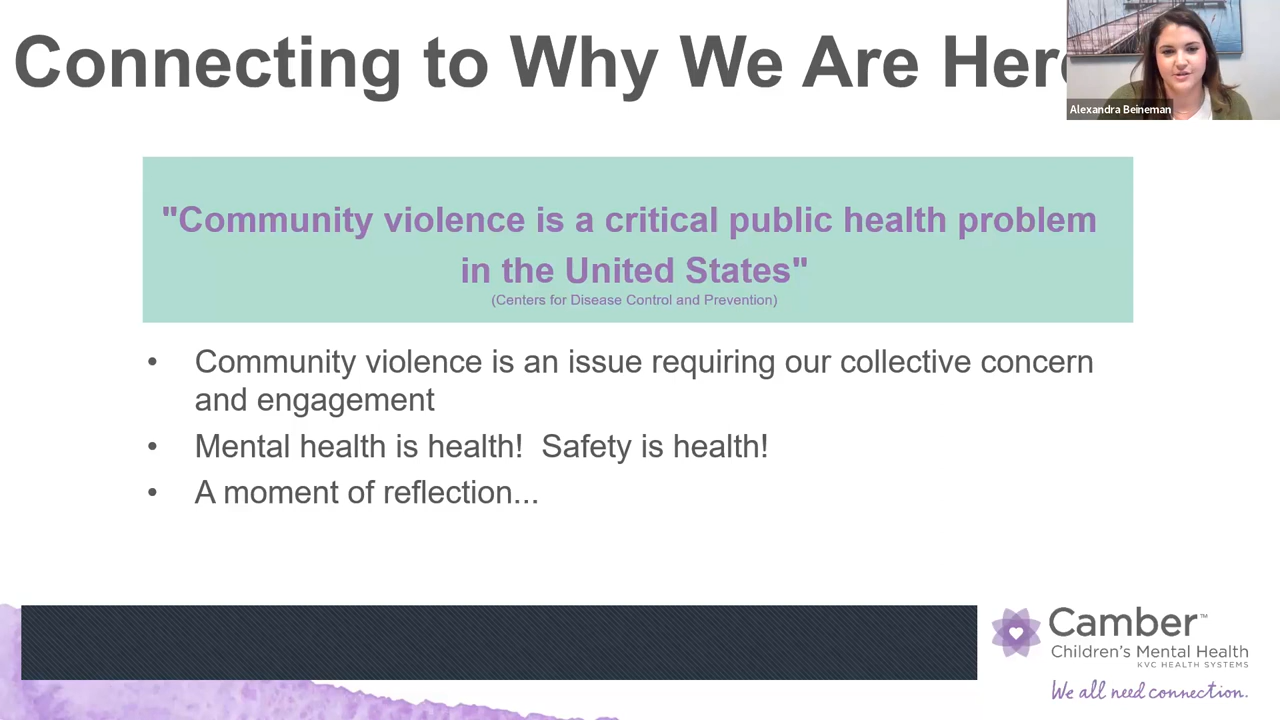 Connecting to Why We Are Her
Alexandra Beineman
"Community violence is a critical public health problem
in the United States"
(Centers for Disease Control and Prevention)
• Community violence is an issue requiring our collective concern
and engagement
• Mental health is health!  Safety is health!
• A moment of reflection...
Camber™
Children's Mental Health
KVC HEALTH SYSTEMS
We all need connection.